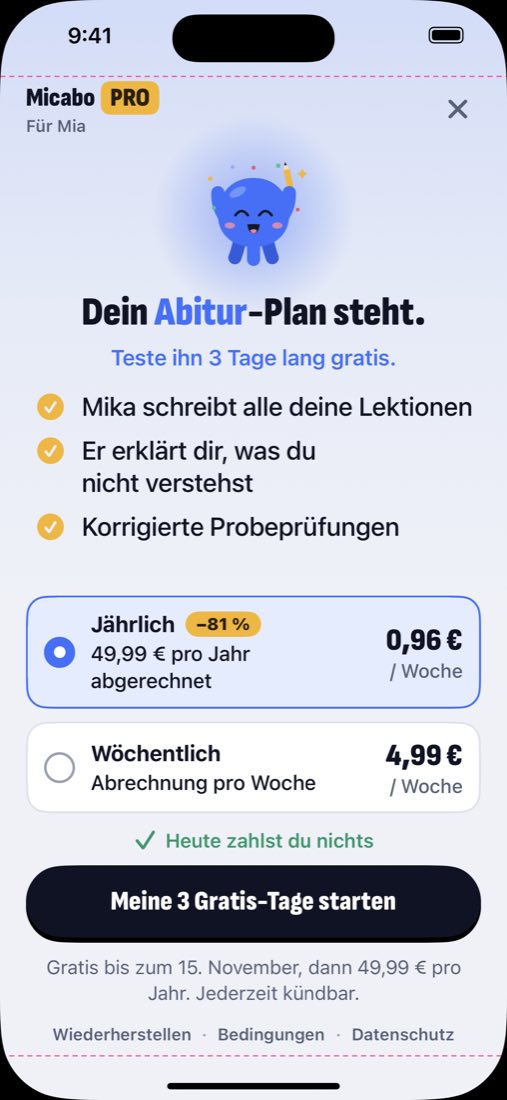 9:41
Micabo PRO
Für Mia
Dein Abitur-Plan steht.
Teste ihn 3 Tage lang gratis.
Mika schreibt alle deine Lektionen
Er erklärt dir, was du
nicht verstehst
Korrigierte Probeprüfungen
Jährlich −81 %
49,99 € pro Jahr
abgerechnet
0,96 €
/ Woche
Wöchentlich
Abrechnung pro Woche
4,99 €
/ Woche
Heute zahlst du nichts
Meine 3 Gratis-Tage starten
Gratis bis zum 15. November, dann 49,99 € pro
Jahr. Jederzeit kündbar.
Wiederherstellen · Bedingungen · Datenschutz